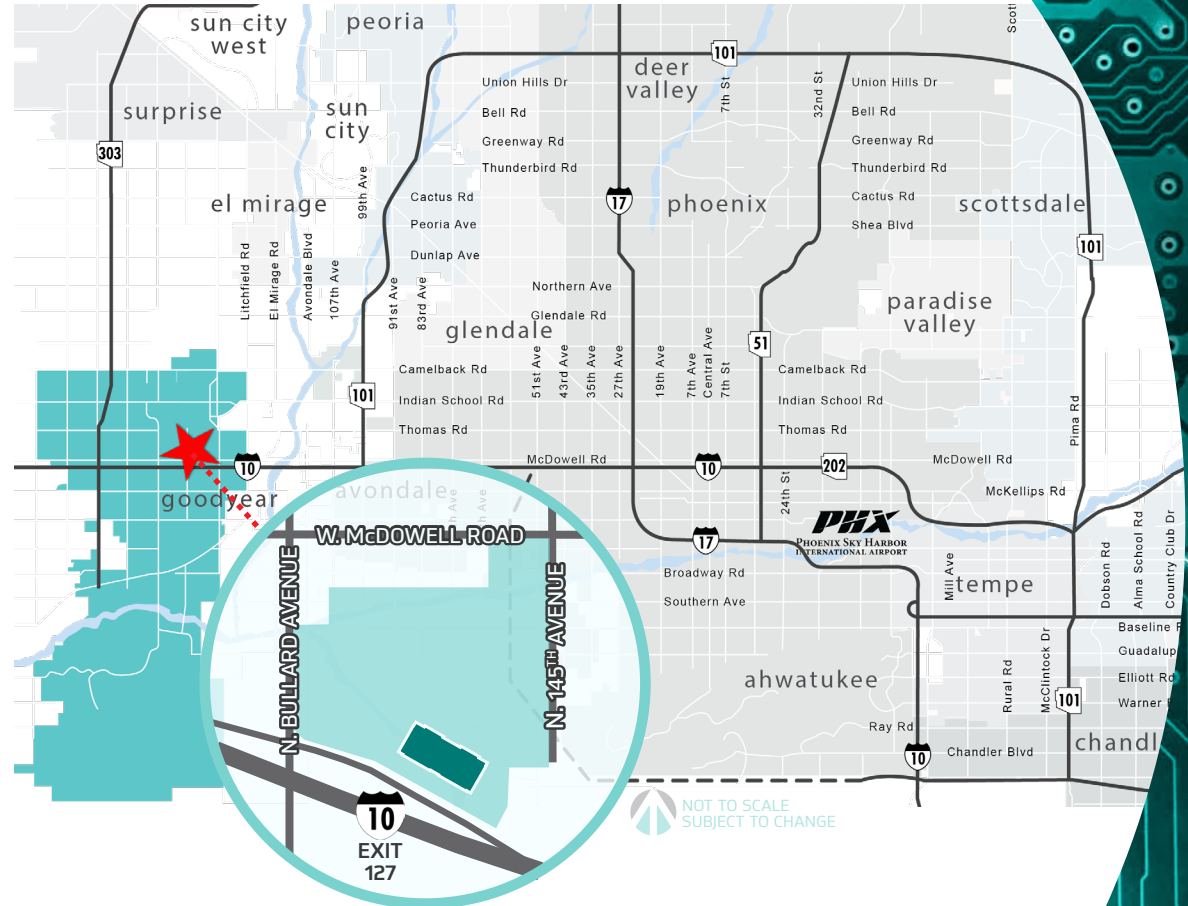 sun city
west
peoria
deer
valley
surprise
sun
city
el mirage
phoenix
scottsdale
paradise
valley
glendale
goodyear
avondale
tempe
ahwatukee
101
303
17
101
51
101
10
10
202
17
101
10
Union Hills Dr
Bell Rd
Greenway Rd
Thunderbird Rd
Cactus Rd
Peoria Ave
Dunlap Ave
Northern Ave
Glendale Rd
Camelback Rd
Indian School Rd
Thomas Rd
McDowell Rd
Union Hills Dr
Bell Rd
Greenway Rd
Thunderbird Rd
Cactus Rd
Shea Blvd
Camelback Rd
Indian School Rd
Thomas Rd
McDowell Rd
McKellips Rd
Broadway Rd
Southern Ave
Ray Rd
Chandler Blvd
Baseline
Elliott Rd
Warner
Litchfield Rd
El Mirage Rd
Avondale Blvd
107th Ave
99th Ave
91st Ave
83rd Ave
51st Ave
43rd Ave
35th Ave
27th Ave
19th Ave
7th Ave
Central Ave
7th St
7th St
32nd St
24th St
Pima Rd
Mill Ave
Rural Rd
McClintock Dr
Dobson Rd
Alma School Rd
Country Club Dr
PHX
PHOENIX SKY HARBOR
INTERNATIONAL AIRPORT
W. McDOWELL ROAD
N. BULLARD AVENUE
N. 145TH AVENUE
10
EXIT
127
NOT TO SCALE
SUBJECT TO CHANGE